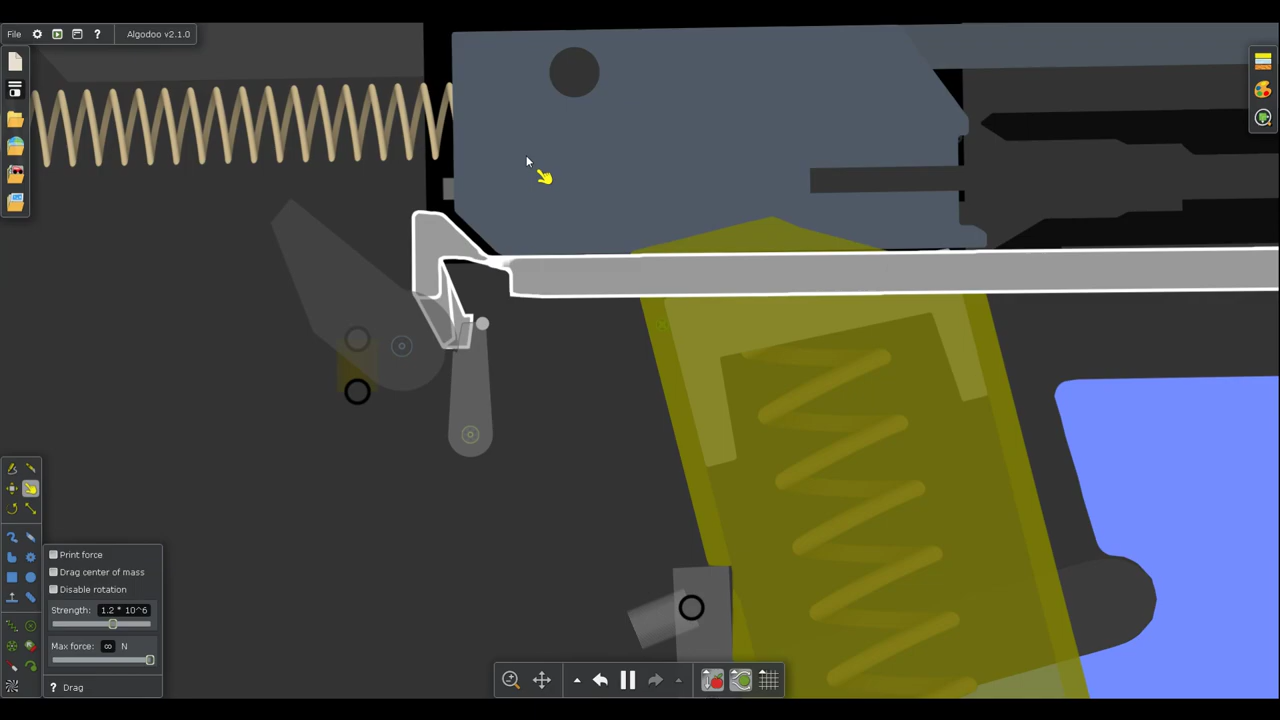 File
?
Algodoo v2.1.0
Print force
Drag center of mass
Disable rotation
Strength: 1.2 * 10^6
Max force: ∞ N
? Drag